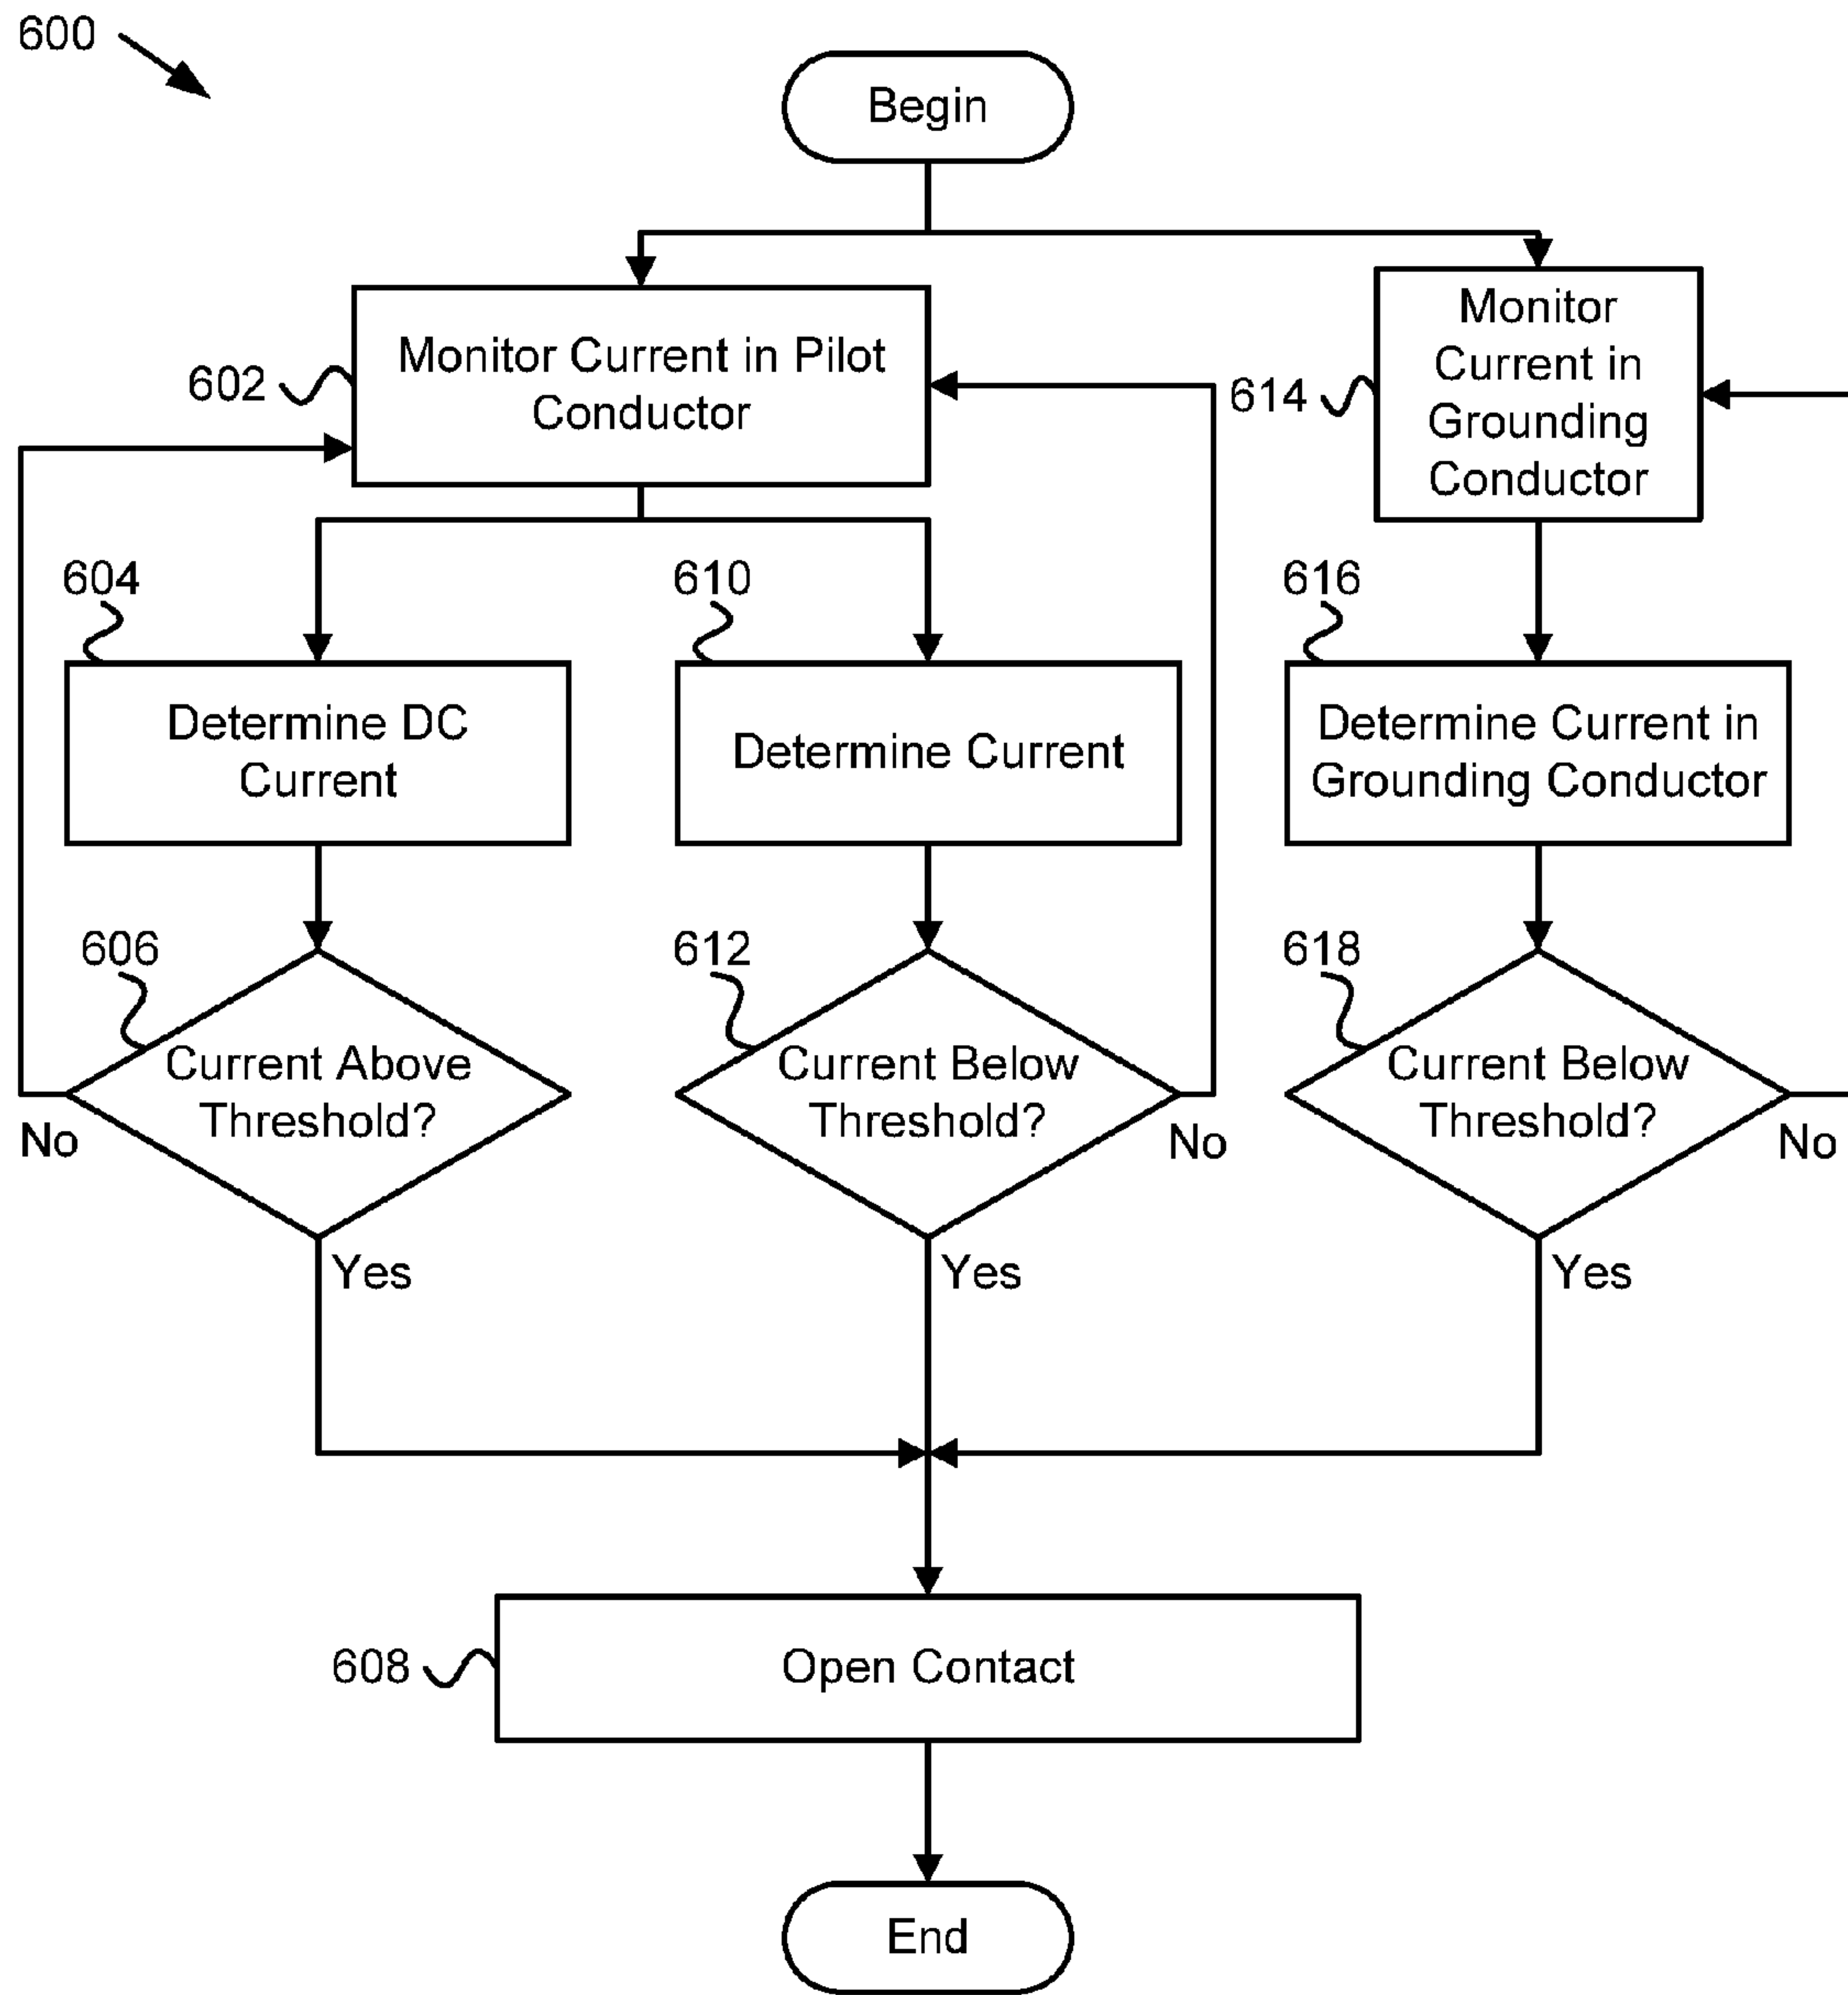 600
Begin
602
Monitor Current in Pilot
Conductor
614
Monitor
Current in
Grounding
Conductor
604
610
616
Determine DC
Current
Determine Current
Determine Current in
Grounding Conductor
606
612
618
Current Above
Threshold?
Current Below
Threshold?
Current Below
Threshold?
No
No
No
Yes
Yes
Yes
608
Open Contact
End